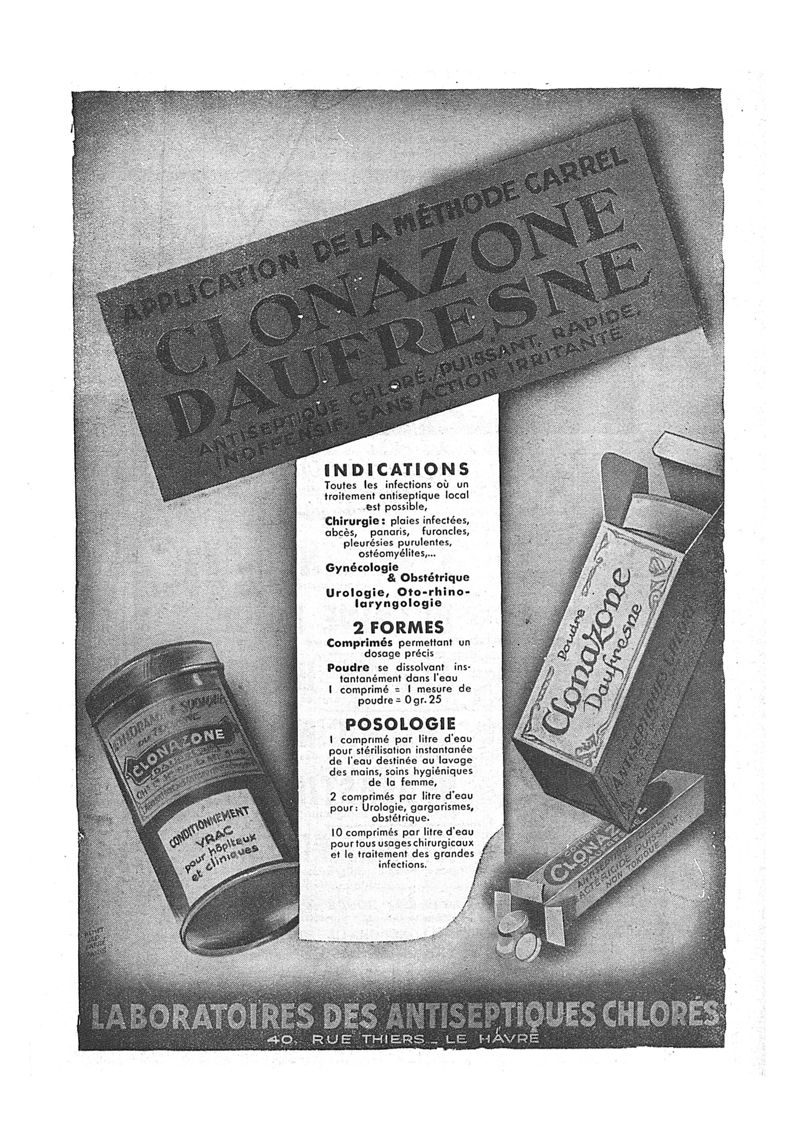 APPLICATION DE LA MÉTHODE CARREL
CLONAZONE
DAUFRESNE
ANTISEPTIQUE CHLORÉ, PUISSANT, RAPIDE,
INOFFENSIF, SANS ACTION IRRITANTE
INDICATIONS
Toutes les infections où un
traitement antiseptique local
est possible,
Chirurgie : plaies infectées,
abcès, panaris, furoncles,
pleurésies purulentes,
ostéomyélites,...
Gynécologie
& Obstétrique
Urologie, Oto-rhino-
laryngologie
2 FORMES
Comprimés permettant un
dosage précis
Poudre se dissolvant ins-
tantanément dans l'eau
1 comprimé = 1 mesure de
poudre = 0 gr. 25
POSOLOGIE
1 comprimé par litre d'eau
pour stérilisation instantanée
de l'eau destinée au lavage
des mains, soins hygiéniques
de la femme,
2 comprimés par litre d'eau
pour : Urologie, gargarismes,
obstétrique.
10 comprimés par litre d'eau
pour tous usages chirurgicaux
et le traitement des grandes
infections.
CLONAZONE
CONDITIONNEMENT
VRAC
pour hôpitaux
et cliniques
Poudre
Clonazone
Daufresne
CLONAZONE
NON TOXIQUE
LABORATOIRES DES ANTISEPTIQUES CHLORÉS
40, RUE THIERS _ LE HÂVRE